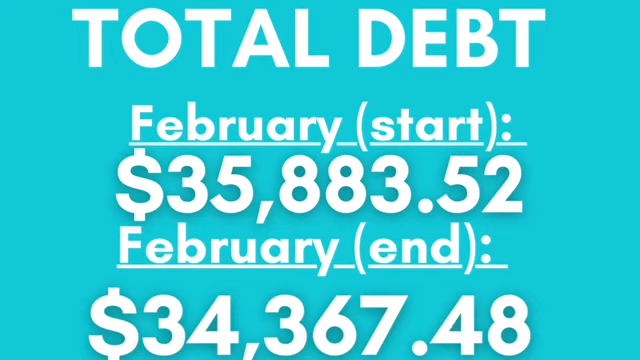 TOTAL DEBT
February (start):
$35,883.52
February (end):
$34,367.48